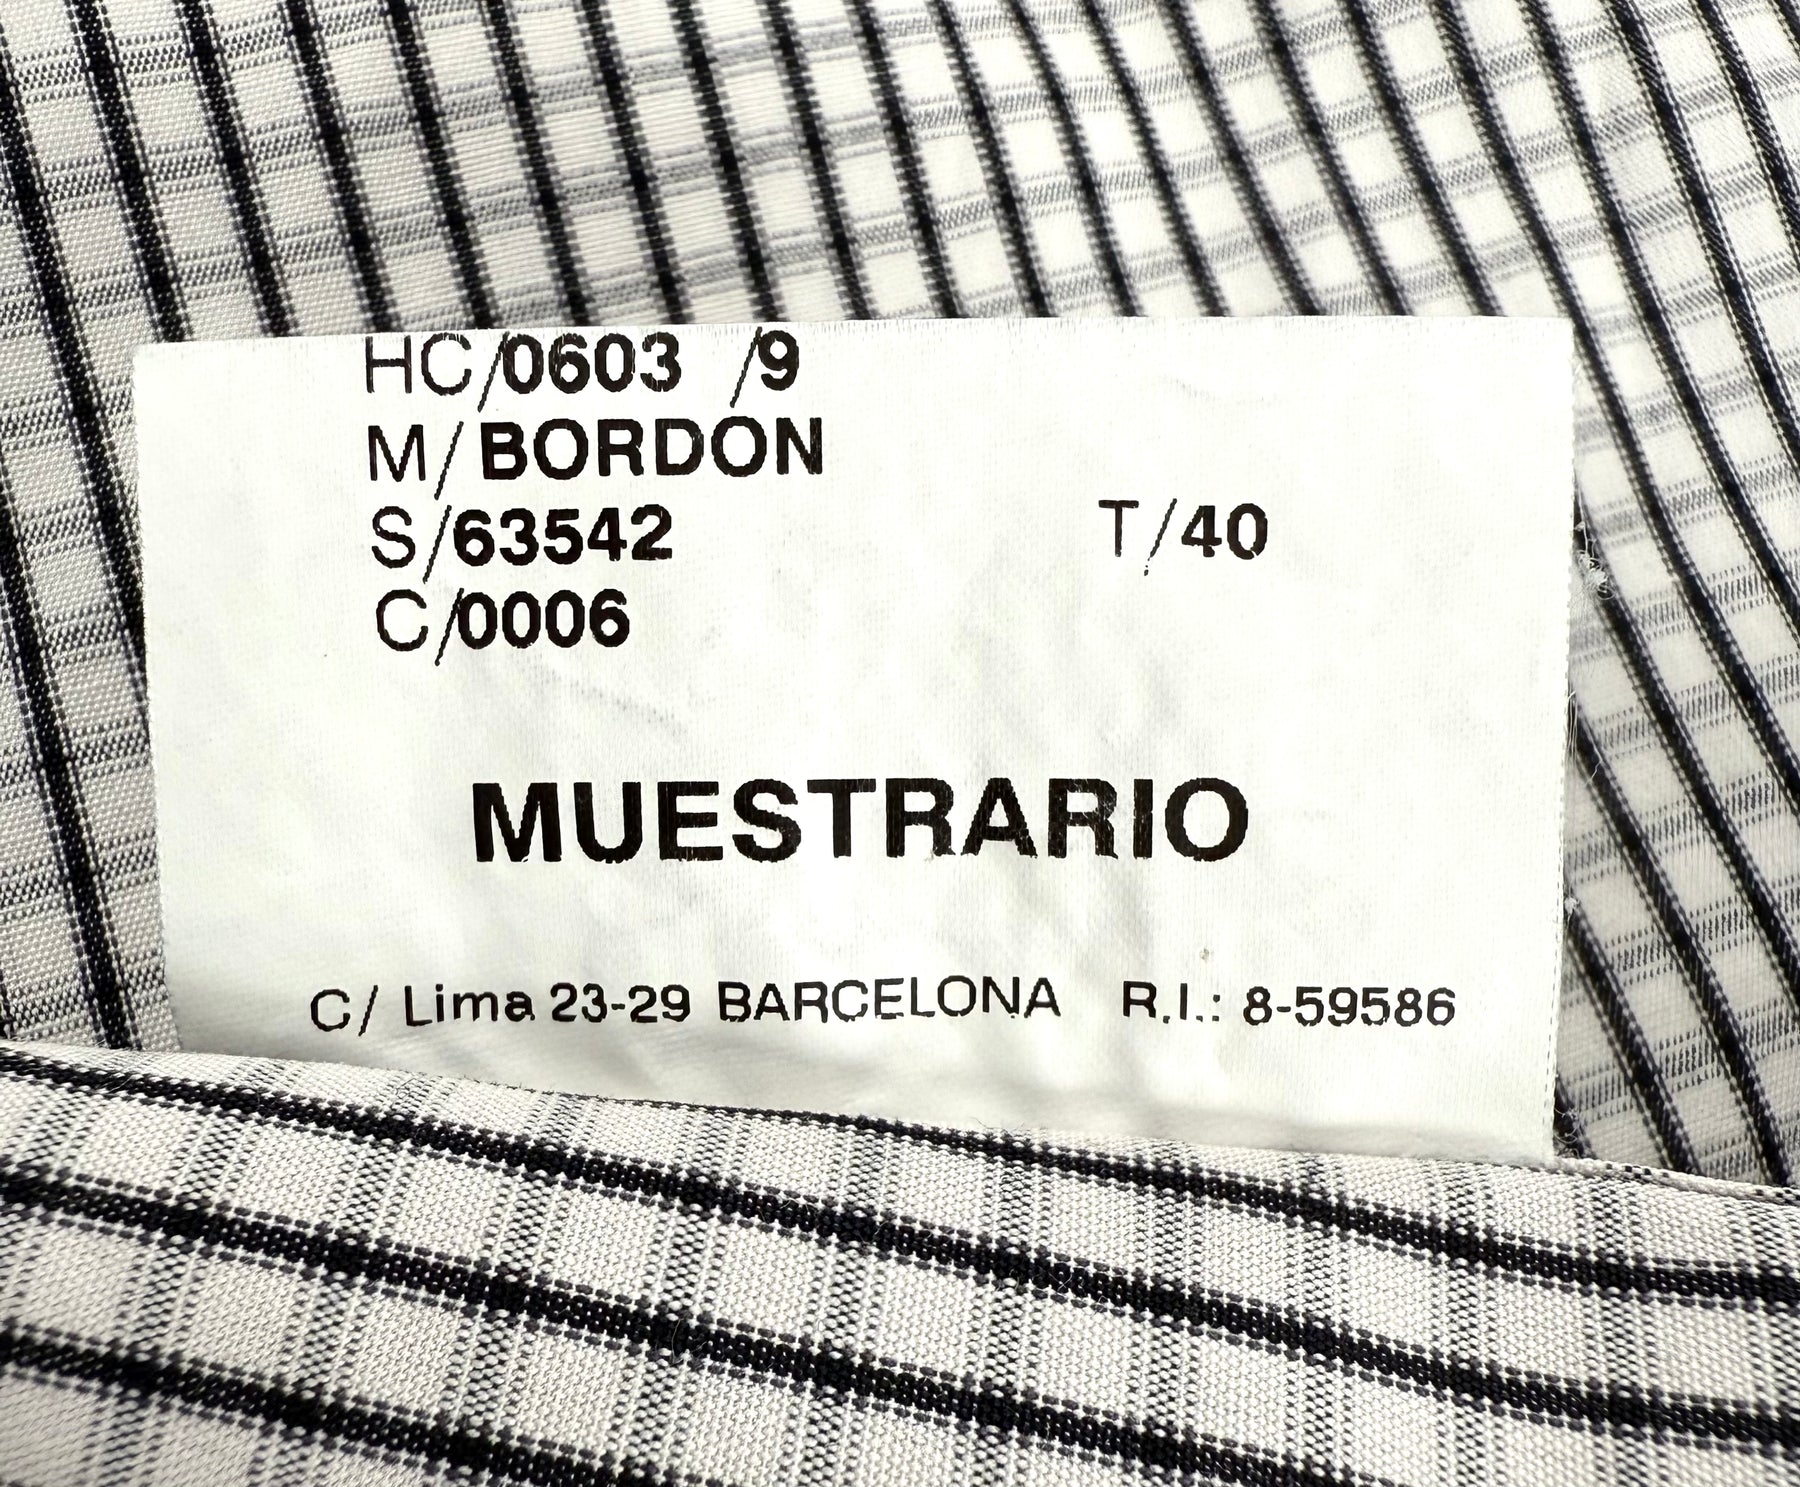 HC/0603 /9
M/BORDON
S/63542 T/40
C/0006
MUESTRARIO
C/ Lima 23-29 BARCELONA R.I.: 8-59586